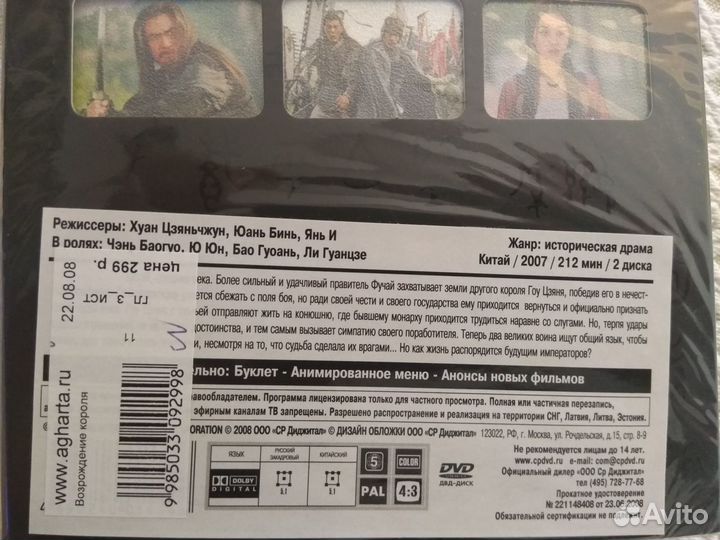 Режиссеры: Хуан Цзяньчжун, Юань Бинь, Янь И
В ролях: Чэнь Баогуо, Ю Юн, Бао Гуоань, Ли Гуанцзе
Жанр: историческая драма
Китай / 2007 / 212 мин / 2 диска
ека. Более сильный и удачливый правитель Фучай захватывает земли другого короля Гоу Цзяня, победив его в нечест-
ется сбежать с поля боя, но ради своей чести и своего государства ему приходится вернуться и официально признать
ьей отправляют жить на конюшню, где бывшему монарху приходится трудиться наравне со слугами. Но, терпя удары
достоинства, и тем самым вызывает симпатию своего поработителя. Теперь два великих воина ищут общий язык, чтобы
и, несмотря на то, что судьба сделала их врагами... Но как жизнь распорядится будущим императоров?
ельно: Буклет - Анимированное меню - Анонсы новых фильмов
равообладателем. Программа лицензирована только для частного просмотра. Полная или частичная перезапись,
эфирным каналам ТВ запрещены. Разрешено распространение и реализация на территории СНГ, Латвия, Литва, Эстония.
ORATION © 2008 ООО «СР Диджитал» © ДИЗАЙН ОБЛОЖКИ ООО «СР Диджитал» 123022, РФ, г. Москва, ул. Рочдельская, д.15, стр. 8-9
DOLBY
DIGITAL
ЯЗЫК
РУССКИЙ
ЗАКАДРОВЫЙ
КИТАЙСКИЙ
5.1
5.1
5
COLOR
PAL
4:3
DVD
ДВД-ДИСК
Не рекомендуется лицам до 14 лет.
www.cpdvd.ru e-mail: com@cpdvd.ru
Официальный дилер «ООО Ср Диджитал»
тел (495) 728-77-68
Прокатное удостоверение
№ 221148408 от 23.06.2008
Обязательной сертификации не подлежит.
www.agharta.ru
Возрождение короля
22.08.08
цена 299 р.
ГЛ_3_ИСТ
11
9985033092998
Avito